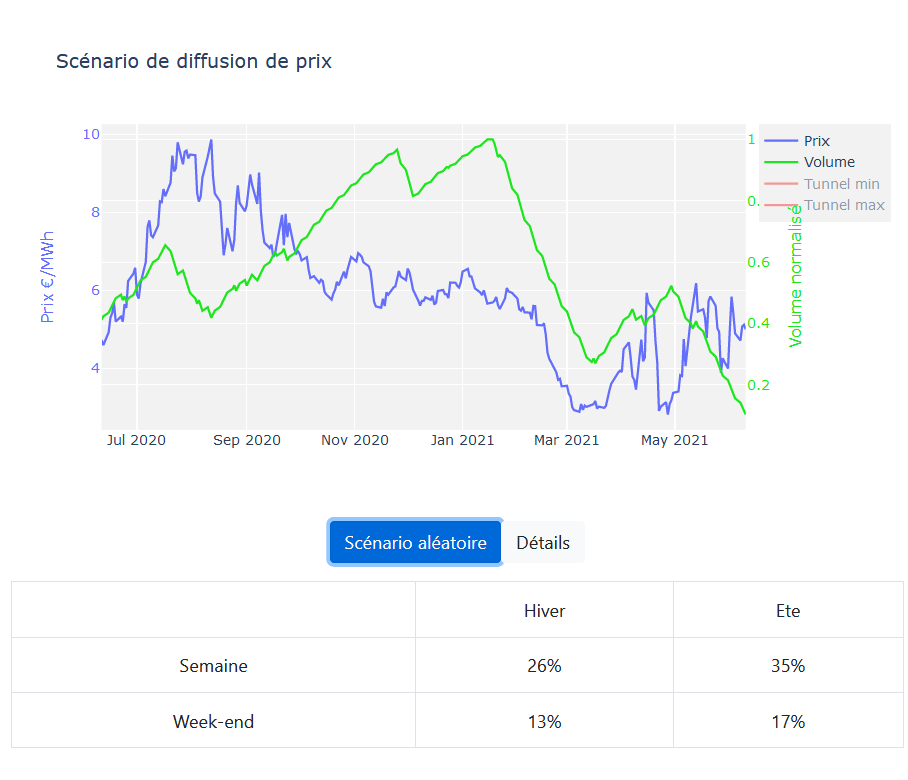 Scénario de diffusion de prix
10
8
6
4
Prix €/MWh
1
0.
0.6
0.4
0.2
Volume normalisé
Prix
Volume
Tunnel min
Tunnel max
Jul 2020 Sep 2020 Nov 2020 Jan 2021 Mar 2021 May 2021
Scénario aléatoire Détails
Hiver Ete
Semaine 26% 35%
Week-end 13% 17%